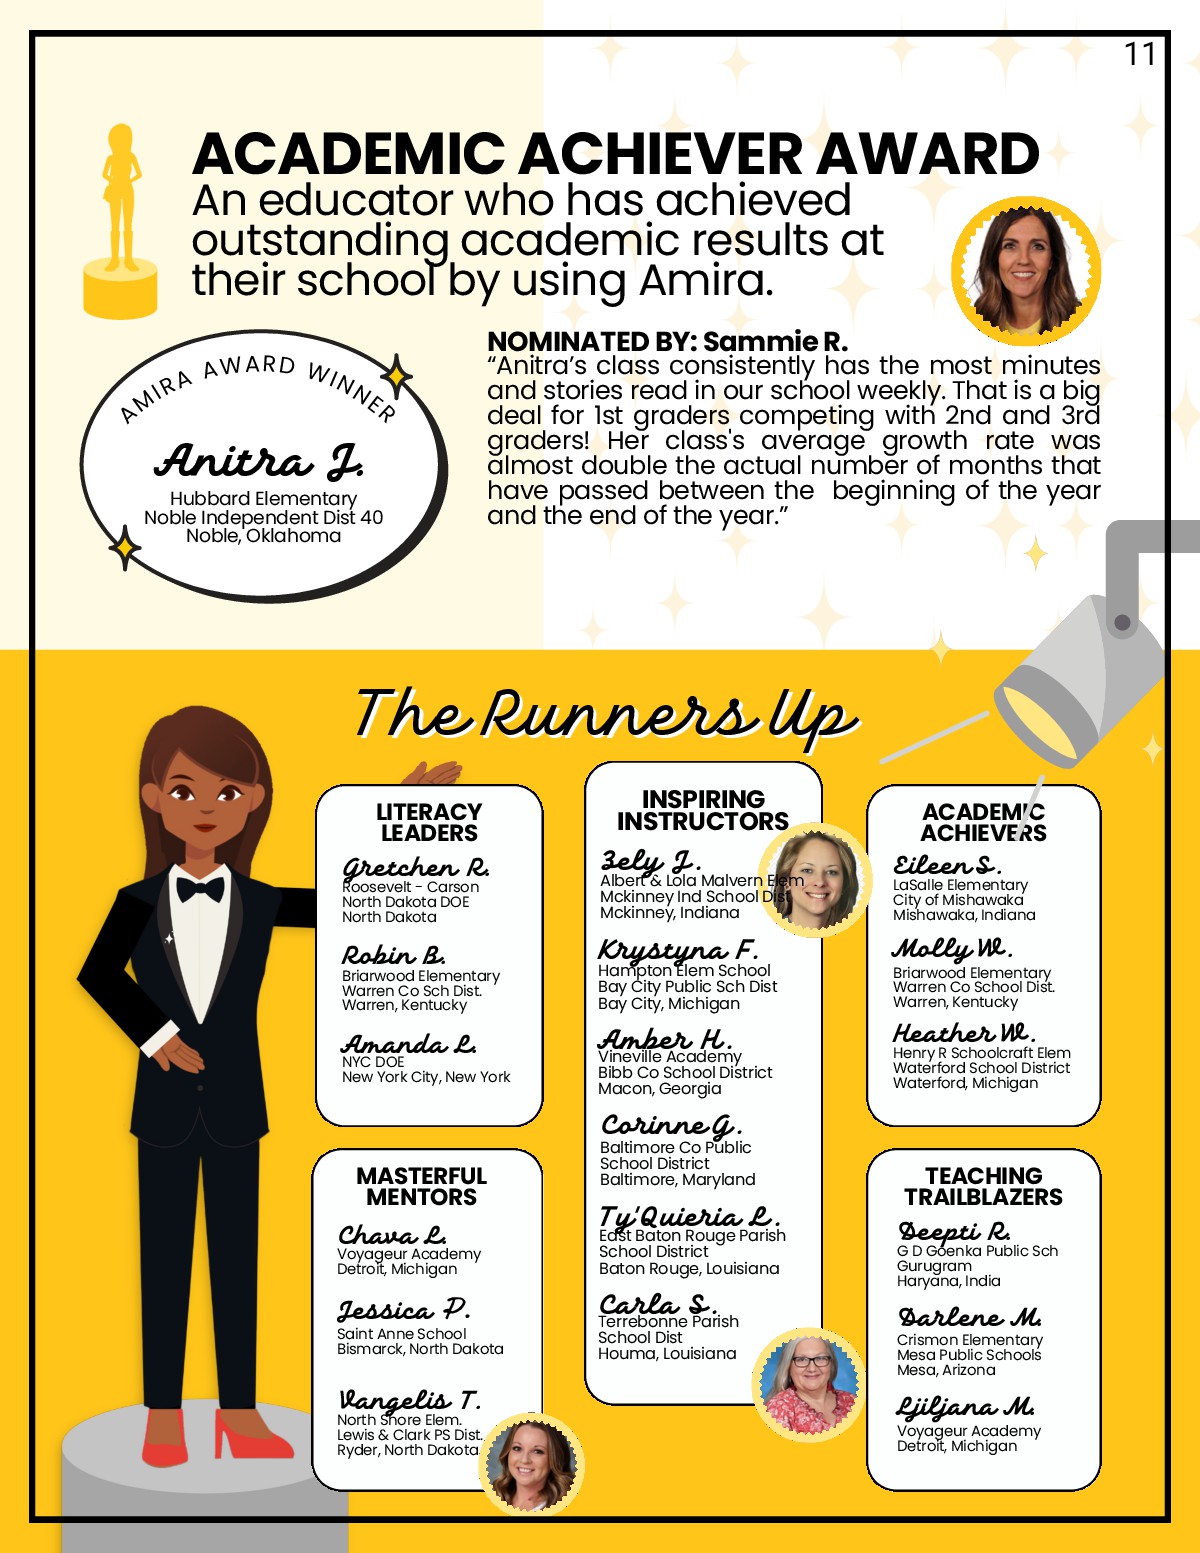 11
ACADEMIC ACHIEVER AWARD
An educator who has achieved
outstanding academic results at
their school by using Amira.
AMIRA AWARD WINNER
Anitra J.
Hubbard Elementary
Noble Independent Dist 40
Noble, Oklahoma
NOMINATED BY: Sammie R.
“Anitra’s class consistently has the most minutes
and stories read in our school weekly. That is a big
deal for 1st graders competing with 2nd and 3rd
graders! Her class's average growth rate was
almost double the actual number of months that
have passed between the beginning of the year
and the end of the year.”
The Runners Up
LITERACY
LEADERS
Gretchen R.
Roosevelt - Carson
North Dakota DOE
North Dakota
Robin B.
Briarwood Elementary
Warren Co Sch Dist.
Warren, Kentucky
Amanda L.
NYC DOE
New York City, New York
MASTERFUL
MENTORS
Chava L.
Voyageur Academy
Detroit, Michigan
Jessica P.
Saint Anne School
Bismarck, North Dakota
Vangelis T.
North Shore Elem.
Lewis & Clark PS Dist.
Ryder, North Dakota
INSPIRING
INSTRUCTORS
Zely J.
Albert & Lola Malvern Elem
Mckinney Ind School Dist
Mckinney, Indiana
Krystyna F.
Hampton Elem School
Bay City Public Sch Dist
Bay City, Michigan
Amber H.
Vineville Academy
Bibb Co School District
Macon, Georgia
Corinne G.
Baltimore Co Public
School District
Baltimore, Maryland
Ty'Quieria L.
East Baton Rouge Parish
School District
Baton Rouge, Louisiana
Carla S.
Terrebonne Parish
School Dist
Houma, Louisiana
ACADEMIC
ACHIEVERS
Eileen S.
LaSalle Elementary
City of Mishawaka
Mishawaka, Indiana
Molly W.
Briarwood Elementary
Warren Co School Dist.
Warren, Kentucky
Heather W.
Henry R Schoolcraft Elem
Waterford School District
Waterford, Michigan
TEACHING
TRAILBLAZERS
Deepti R.
G D Goenka Public Sch
Gurugram
Haryana, India
Darlene M.
Crismon Elementary
Mesa Public Schools
Mesa, Arizona
Ljiljana M.
Voyageur Academy
Detroit, Michigan